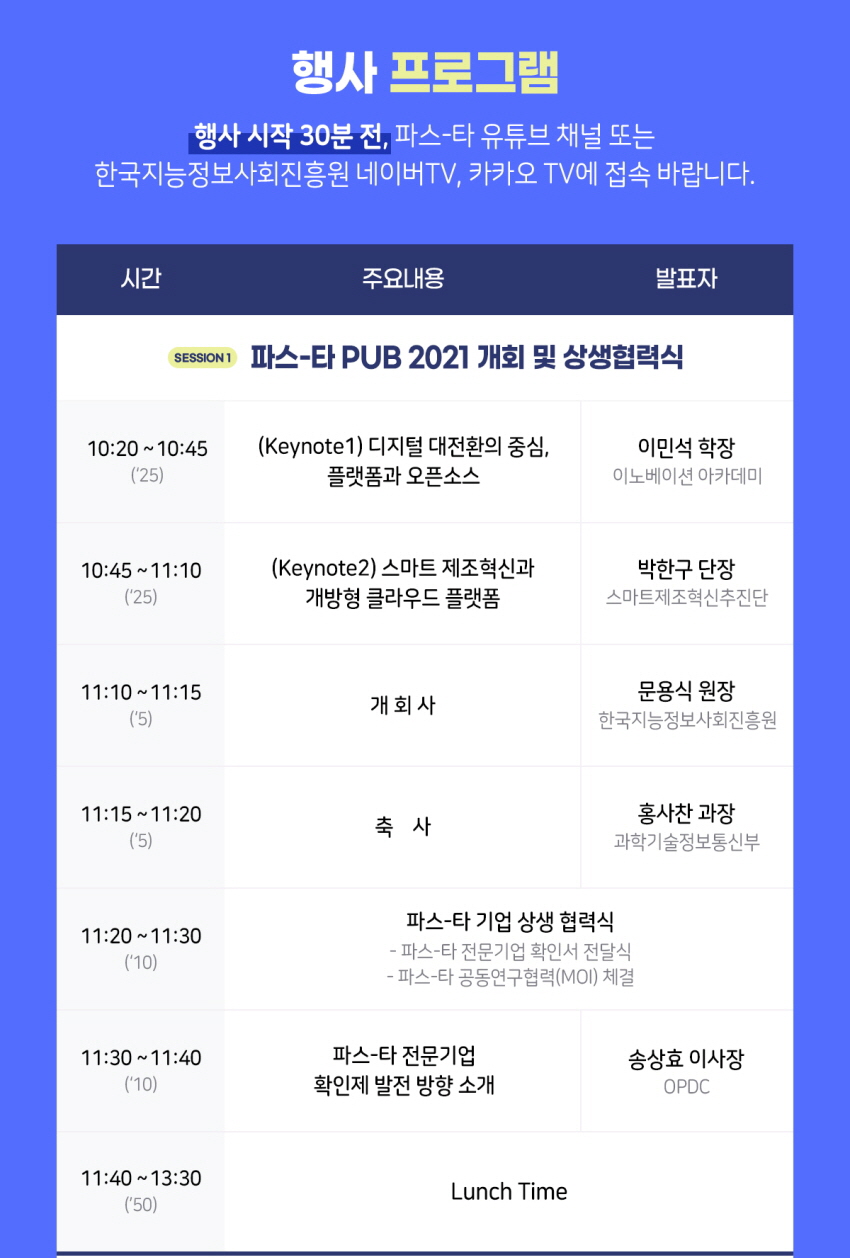 행사 프로그램
행사 시작 30분 전, 파스-타 유튜브 채널 또는
한국지능정보사회진흥원 네이버TV, 카카오 TV에 접속 바랍니다.
시간 주요내용 발표자
SESSION 1 파스-타 PUB 2021 개회 및 상생협력식
10:20 ~ 10:45
('25)
(Keynote1) 디지털 대전환의 중심,
플랫폼과 오픈소스
이민석 학장
이노베이션 아카데미
10:45 ~ 11:10
('25)
(Keynote2) 스마트 제조혁신과
개방형 클라우드 플랫폼
박한구 단장
스마트제조혁신추진단
11:10 ~ 11:15
('5)
개 회 사
문용식 원장
한국지능정보사회진흥원
11:15 ~ 11:20
('5)
축 사
홍사찬 과장
과학기술정보통신부
11:20 ~ 11:30
('10)
파스-타 기업 상생 협력식
- 파스-타 전문기업 확인서 전달식
- 파스-타 공동연구협력(MOI) 체결
11:30 ~ 11:40
('10)
파스-타 전문기업
확인제 발전 방향 소개
송상효 이사장
OPDC
11:40 ~ 13:30
('50)
Lunch Time